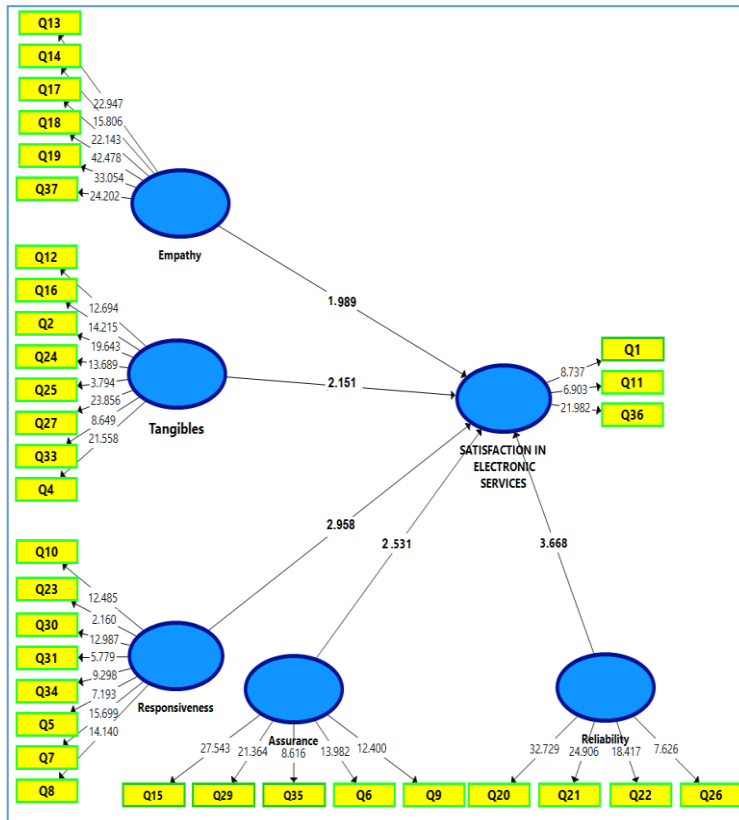 Q13
Q14
Q17
Q18
Q19
Q37
22.947
15.806
22.143
42.478
33.054
24.202
Empathy
1.989
Q12
Q16
Q2
Q24
Q25
Q27
Q33
Q4
12.694
14.215
19.643
13.689
3.794
23.856
8.649
21.558
Tangibles
2.151
Q1
Q11
Q36
8.737
6.903
21.982
SATISFACTION IN
ELECTRONIC
SERVICES
2.958
2.531
3.668
Q10
Q23
Q30
Q31
Q34
Q5
Q7
Q8
12.485
2.160
12.987
5.779
9.298
7.193
15.699
14.140
Responsiveness
Assurance
27.543
21.364
8.616
13.982
12.400
Q15
Q29
Q35
Q6
Q9
Reliability
32.729
24.906
18.417
7.626
Q20
Q21
Q22
Q26